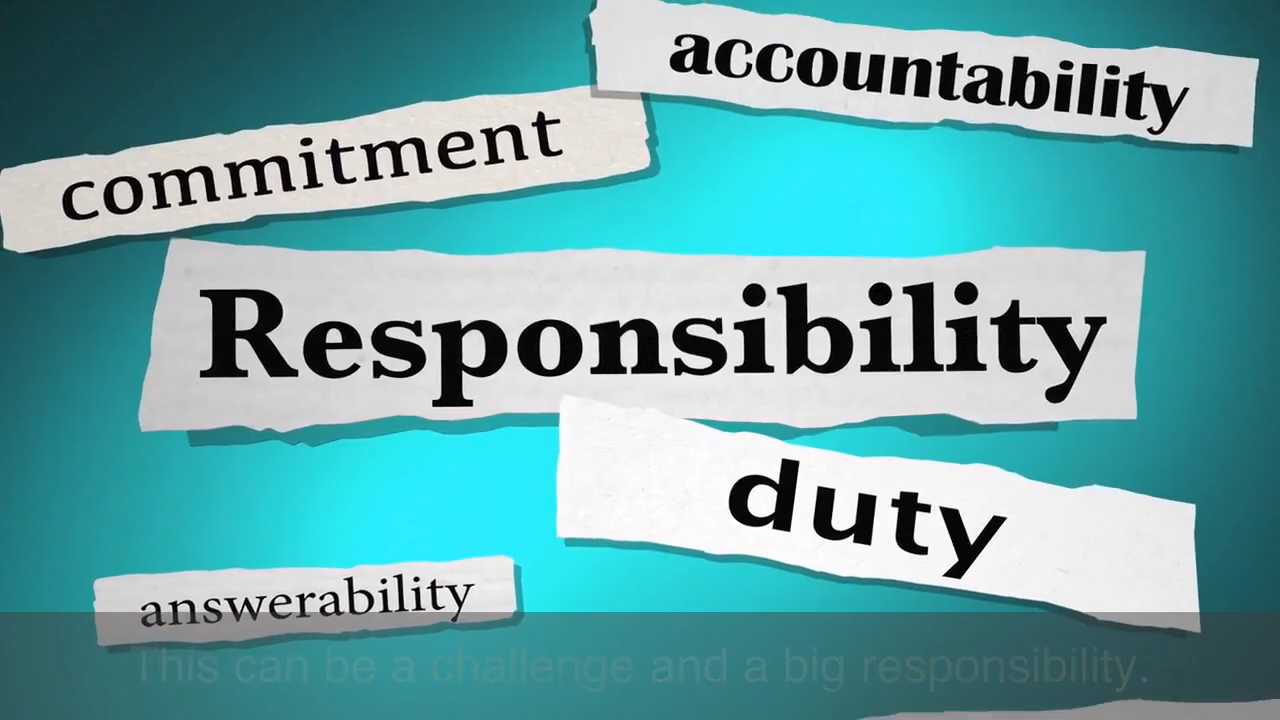 accountability
commitment
Responsibility
duty
answerability
This can be a challenge and a big responsibility.